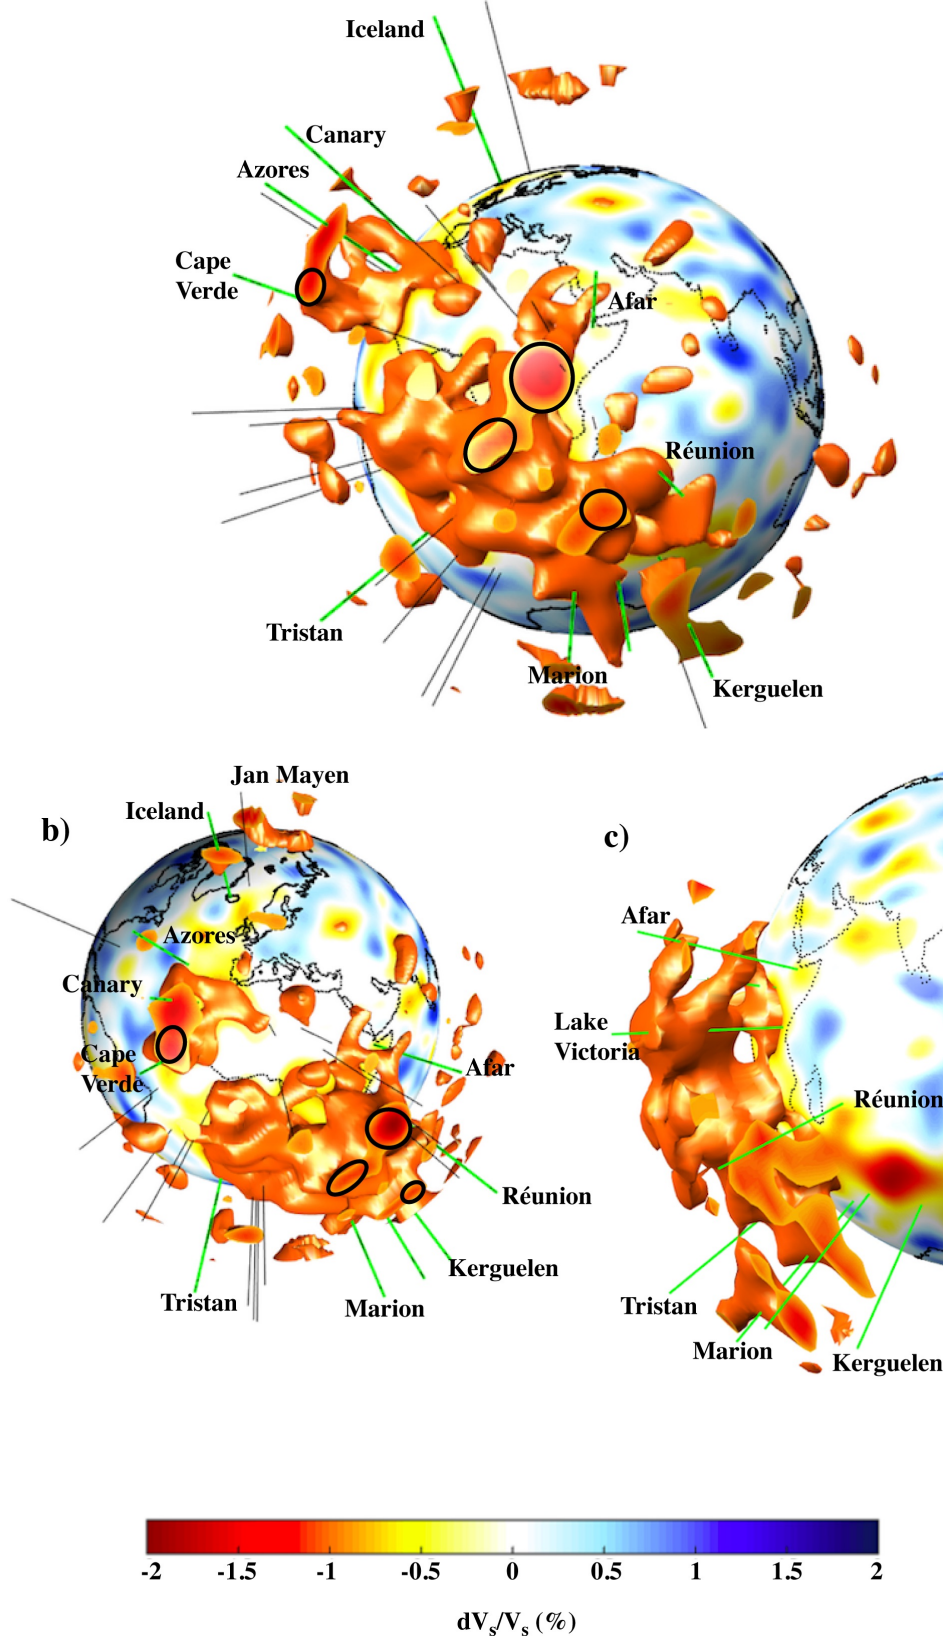 Iceland
Canary
Azores
Cape
Verde
Afar
Réunion
Tristan
Marion
Kerguelen
b)
Jan Mayen
Iceland
Azores
Canary
Cape
Verde
Afar
Réunion
Kerguelen
Tristan
Marion
c)
Afar
Lake
Victoria
Réunion
Tristan
Marion
Kerguelen
-2 -1.5 -1 -0.5 0 0.5 1 1.5 2
dVs/Vs (%)